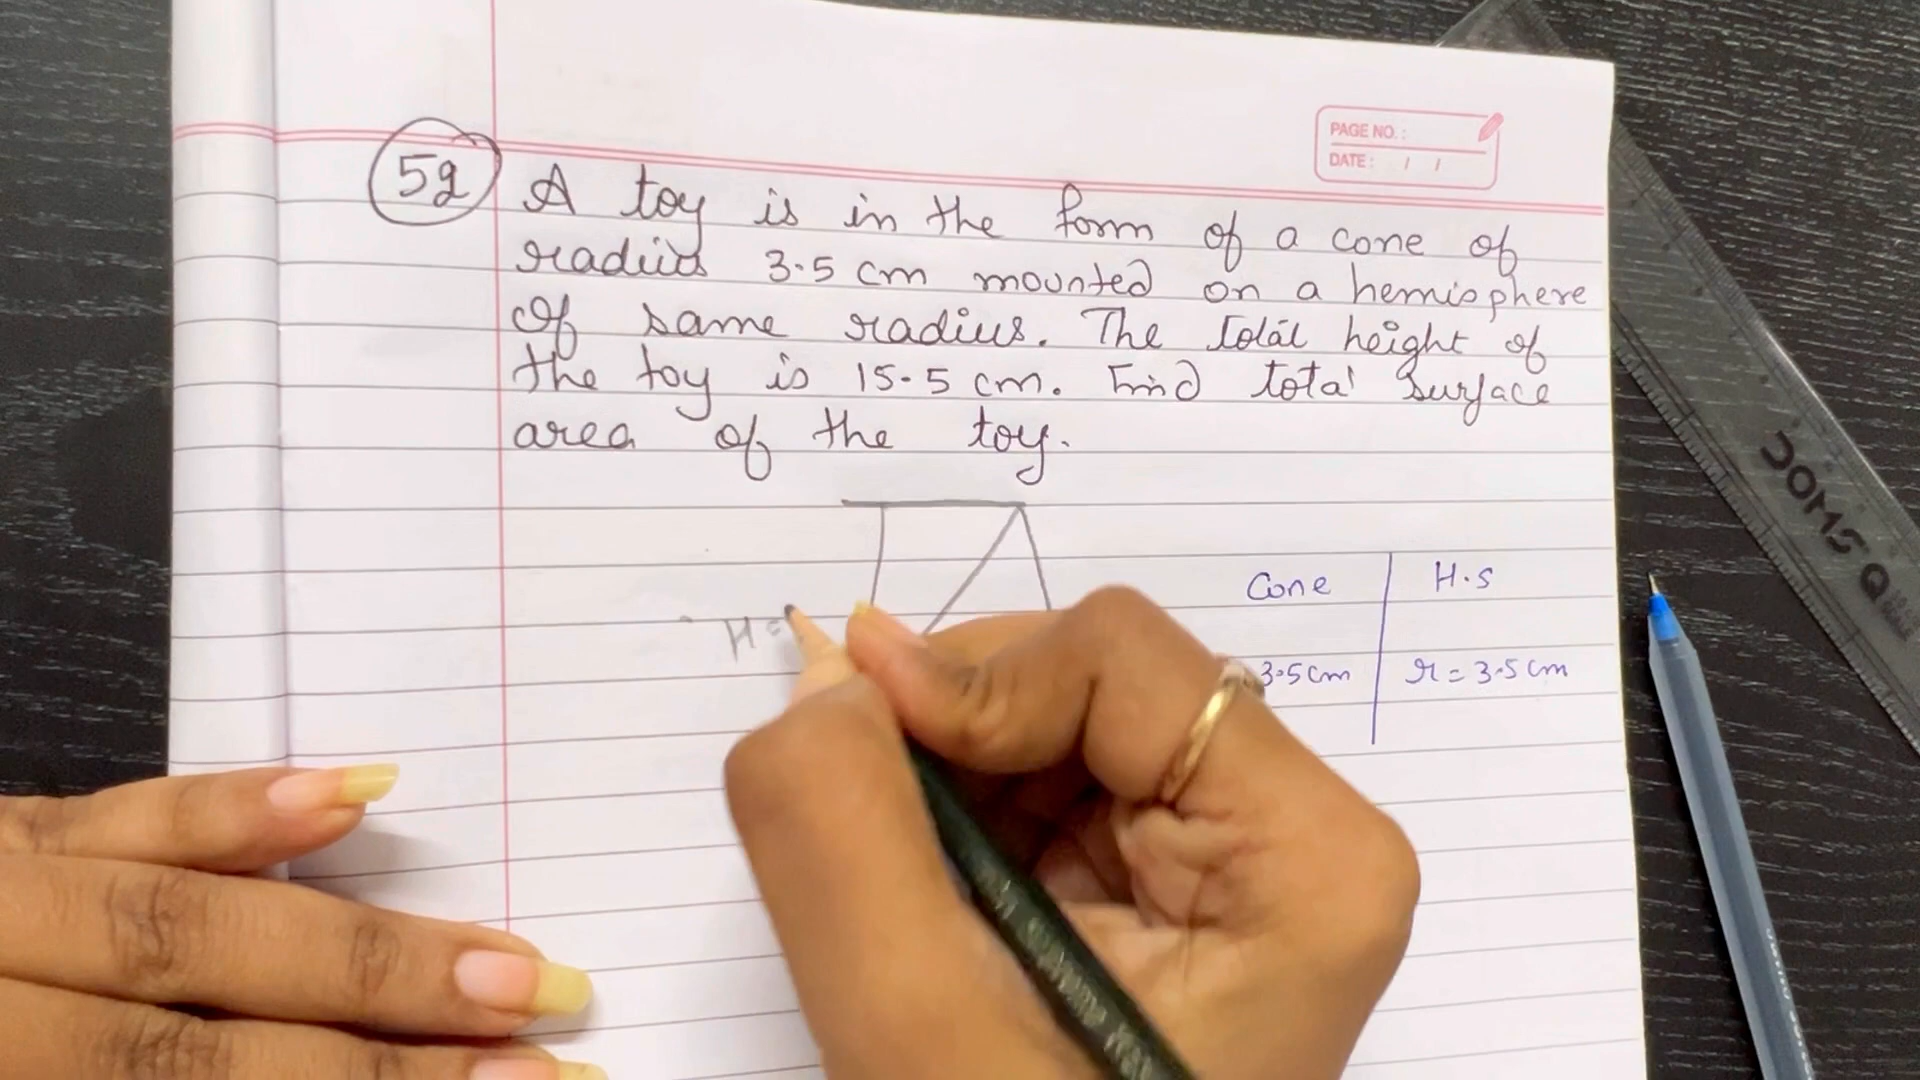 PAGE NO. :
DATE : / /
52 A toy is in the form of a cone of
radius 3.5 cm mounted on a hemisphere
of same radius. The total height of
the toy is 15.5 cm. Find total surface
area of the toy.
Cone H.S
H =
3.5 cm r = 3.5 cm
DOMS